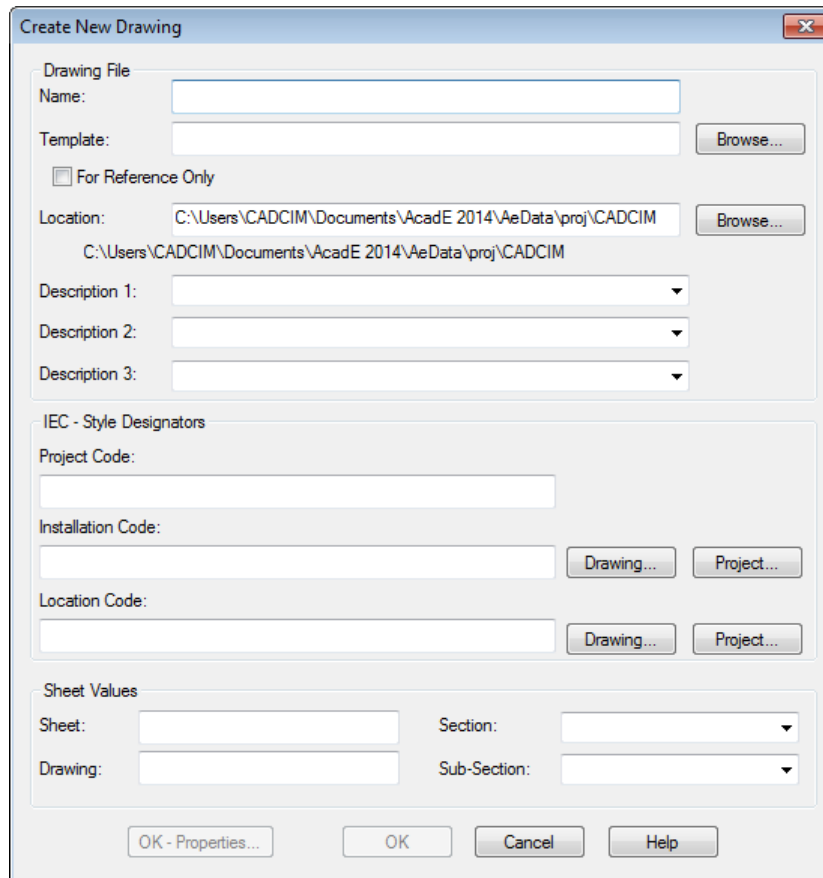 Create New Drawing
Drawing File
Name:
Template:
Browse...
For Reference Only
Location:
C:\Users\CADCIM\Documents\AcadE 2014\AeData\proj\CADCIM
Browse...
C:\Users\CADCIM\Documents\AcadE 2014\AeData\proj\CADCIM
Description 1:
Description 2:
Description 3:
IEC - Style Designators
Project Code:
Installation Code:
Drawing... Project...
Location Code:
Drawing... Project...
Sheet Values
Sheet: Section:
Drawing: Sub-Section:
OK - Properties... OK Cancel Help